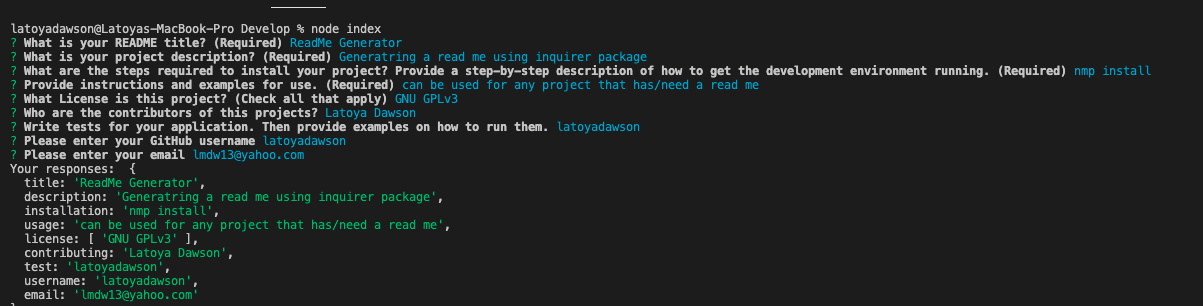 latoyadawson@Latoyas-MacBook-Pro Develop % node index
? What is your README title? (Required) ReadMe Generator
? What is your project description? (Required) Generatring a read me using inquirer package
? What are the steps required to install your project? Provide a step-by-step description of how to get the development environment running. (Required) nmp install
? Provide instructions and examples for use. (Required) can be used for any project that has/need a read me
? What License is this project? (Check all that apply) GNU GPLv3
? Who are the contributors of this projects? Latoya Dawson
? Write tests for your application. Then provide examples on how to run them. latoyadawson
? Please enter your GitHub username latoyadawson
? Please enter your email lmdw13@yahoo.com
Your responses:  {
  title: 'ReadMe Generator',
  description: 'Generatring a read me using inquirer package',
  installation: 'nmp install',
  usage: 'can be used for any project that has/need a read me',
  license: [ 'GNU GPLv3' ],
  contributing: 'Latoya Dawson',
  test: 'latoyadawson',
  username: 'latoyadawson',
  email: 'lmdw13@yahoo.com'